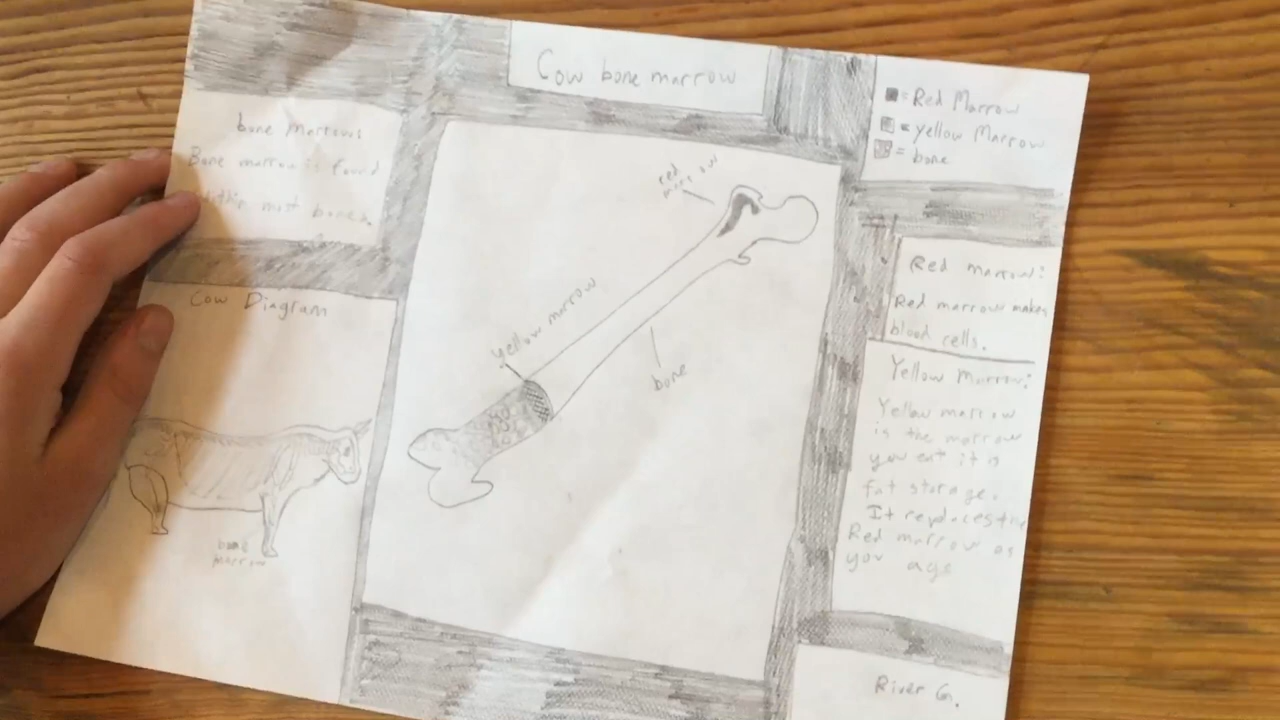 Cow bone marrow
bone Marrows
Bone marrow is found
within most bones.
Cow Diagram
bone
marrow
red
marrow
yellow marrow
bone
= Red Marrow
= yellow Marrow
= bone
Red marrow:
Red marrow makes
blood cells.
Yellow Marrow:
Yellow marrow
is the marrow
you eat it is
fat storage.
It replaces the
Red marrow as
you age
River G.